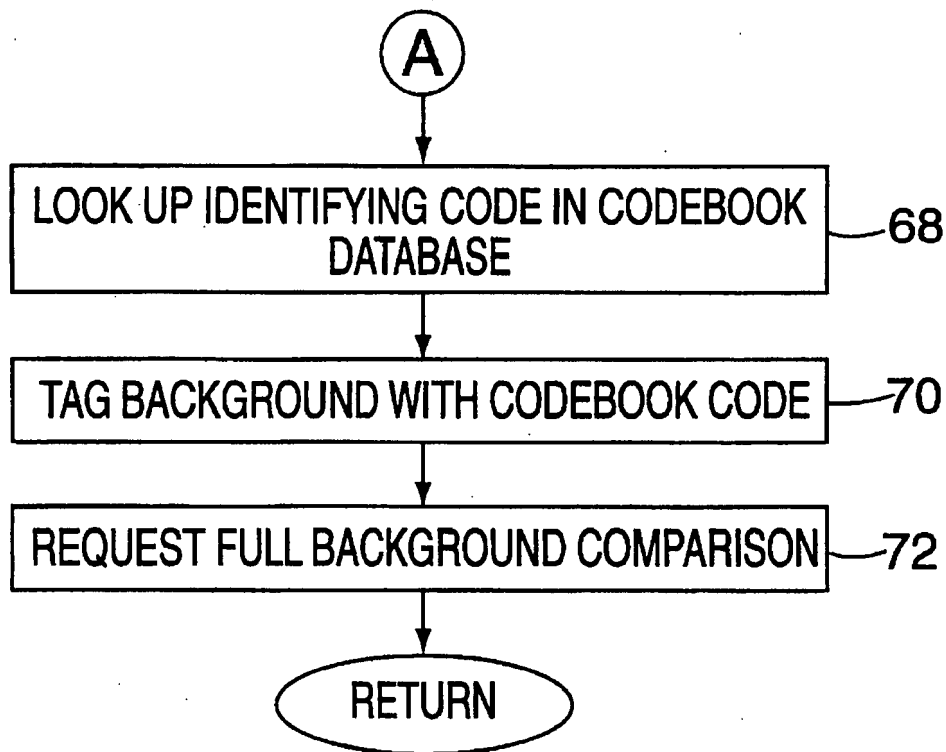 A
LOOK UP IDENTIFYING CODE IN CODEBOOK
DATABASE
68
TAG BACKGROUND WITH CODEBOOK CODE
70
REQUEST FULL BACKGROUND COMPARISON
72
RETURN